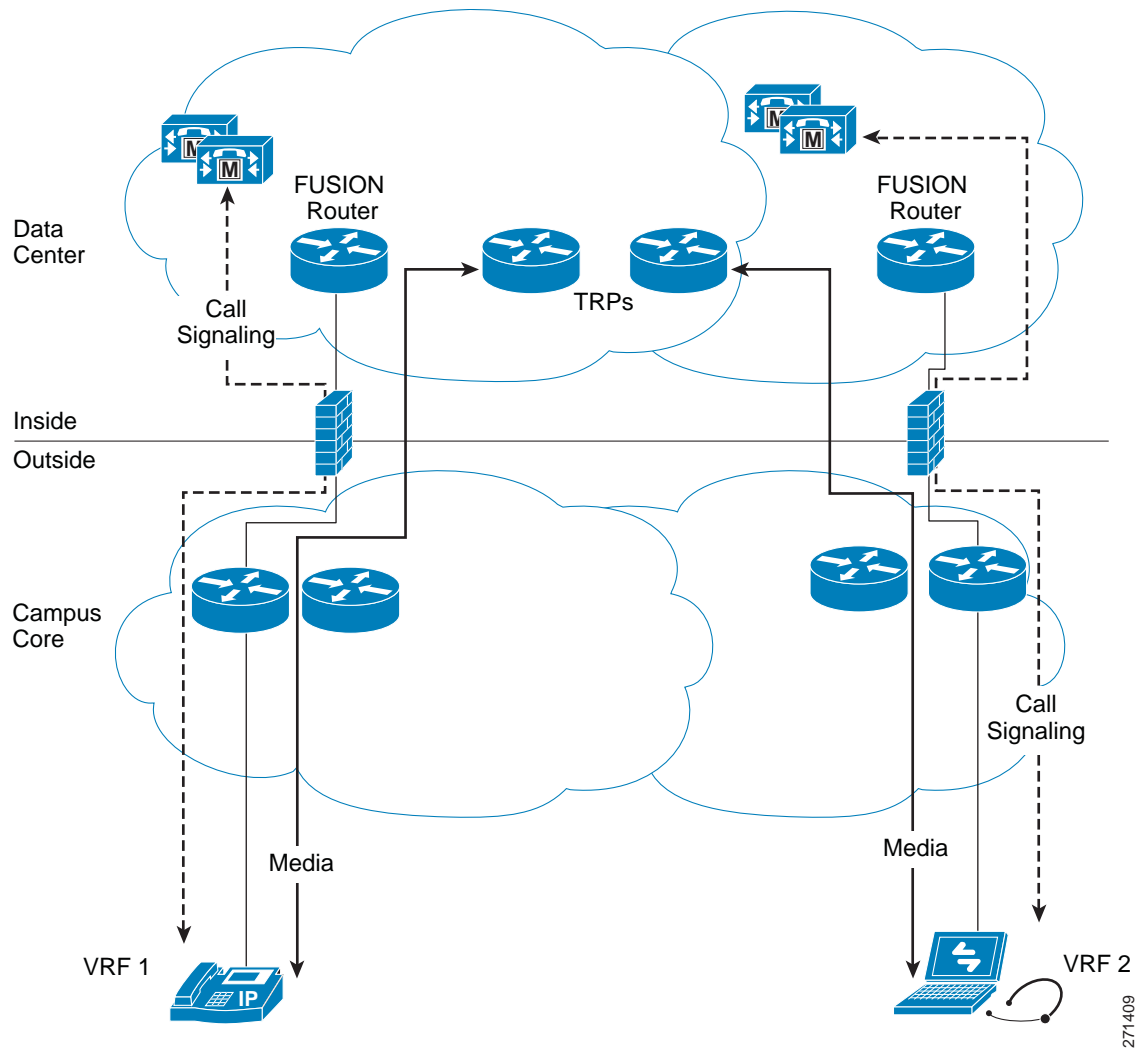 M
M
M
M
FUSION
Router
FUSION
Router
Data
Center
TRPs
Call
Signaling
Inside
Outside
Campus
Core
Call
Signaling
Media
Media
VRF 1
IP
VRF 2
271409